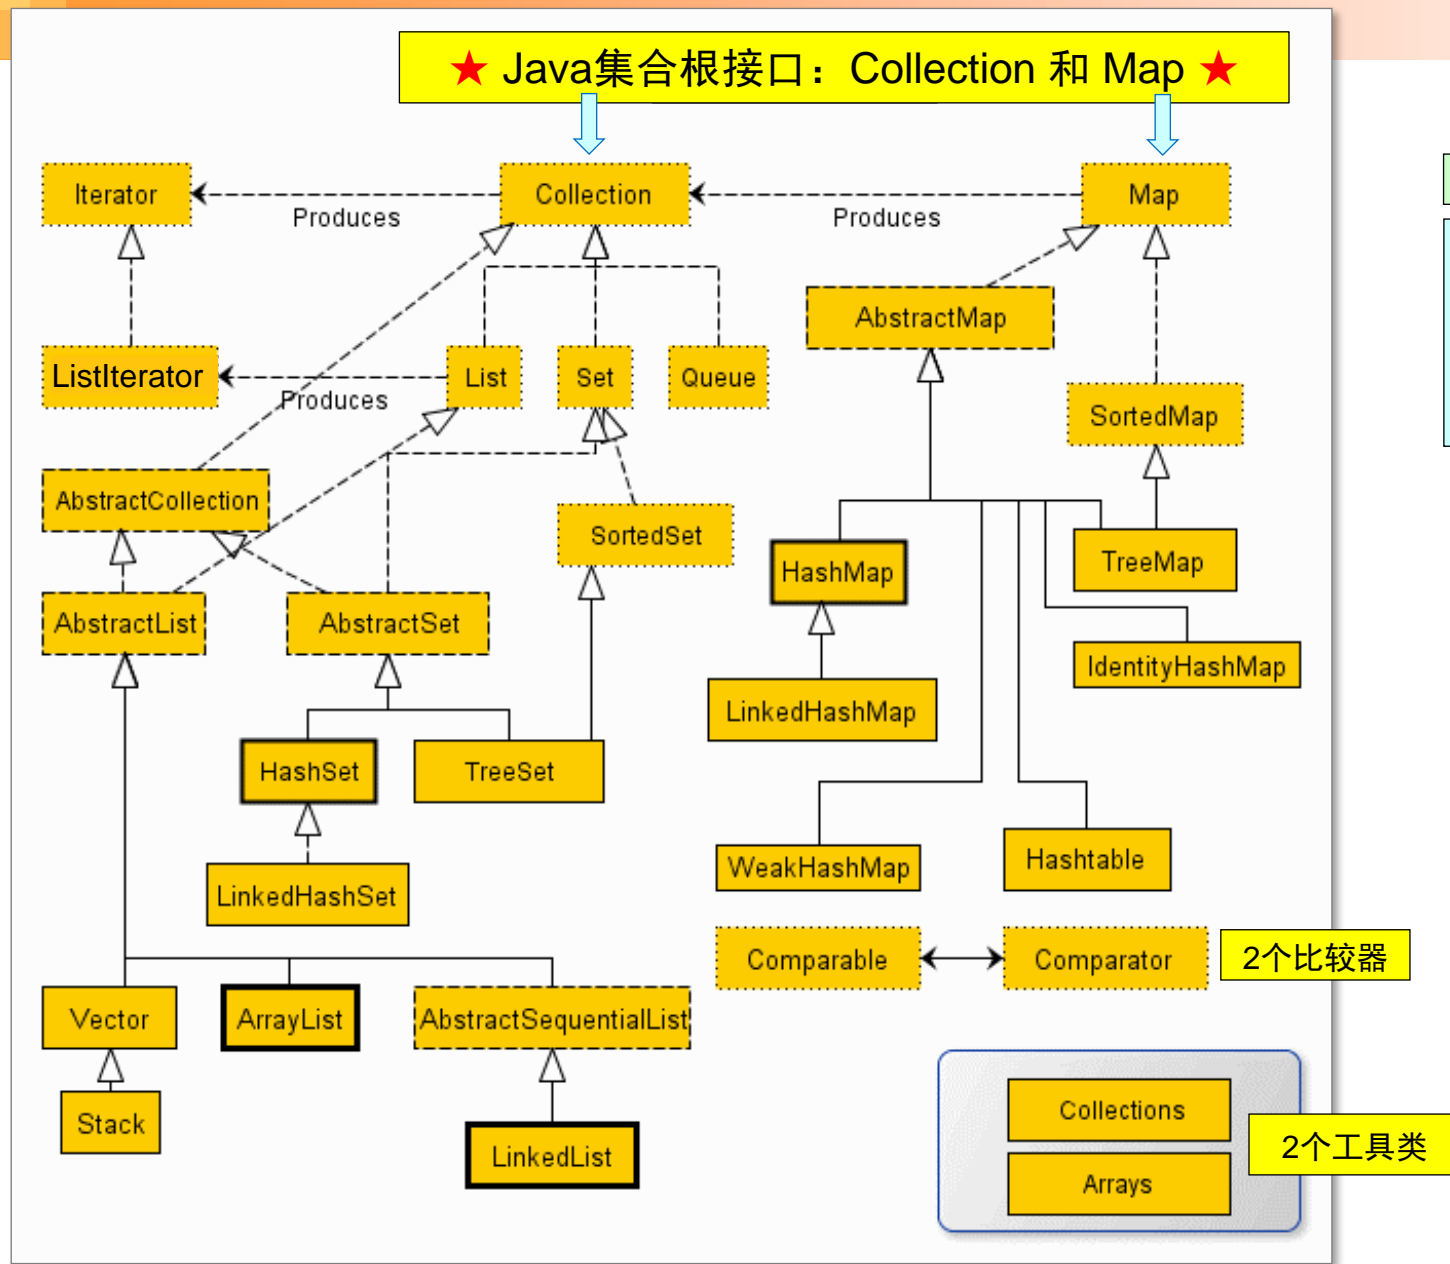 ★ Java集合根接口：Collection 和 Map ★
Iterator
Produces
Collection
Produces
Map
AbstractMap
ListIterator
Produces
List
Set
Queue
SortedMap
AbstractCollection
SortedSet
HashMap
TreeMap
AbstractList
AbstractSet
IdentityHashMap
LinkedHashMap
HashSet
TreeSet
WeakHashMap
Hashtable
LinkedHashSet
Comparable
Comparator
2个比较器
Vector
ArrayList
AbstractSequentialList
Stack
LinkedList
Collections
Arrays
2个工具类